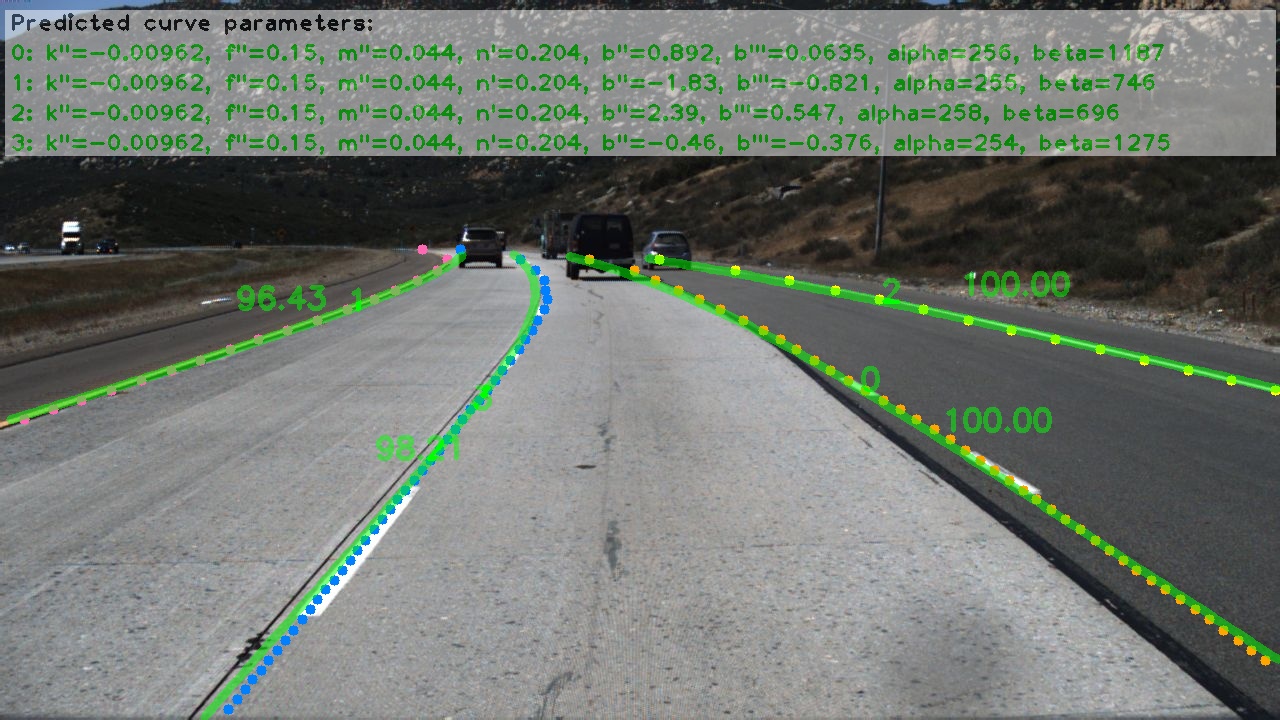 Predicted curve parameters:
0: k''=-0.00962, f''=0.15, m''=0.044, n'=0.204, b''=0.892, b'''=0.0635, alpha=256, beta=1187
1: k''=-0.00962, f''=0.15, m''=0.044, n'=0.204, b''=-1.83, b'''=-0.821, alpha=255, beta=746
2: k''=-0.00962, f''=0.15, m''=0.044, n'=0.204, b''=2.39, b'''=0.547, alpha=258, beta=696
3: k''=-0.00962, f''=0.15, m''=0.044, n'=0.204, b''=-0.46, b'''=-0.376, alpha=254, beta=1275
96.43 1
2 100.00
0
100.00
98.21